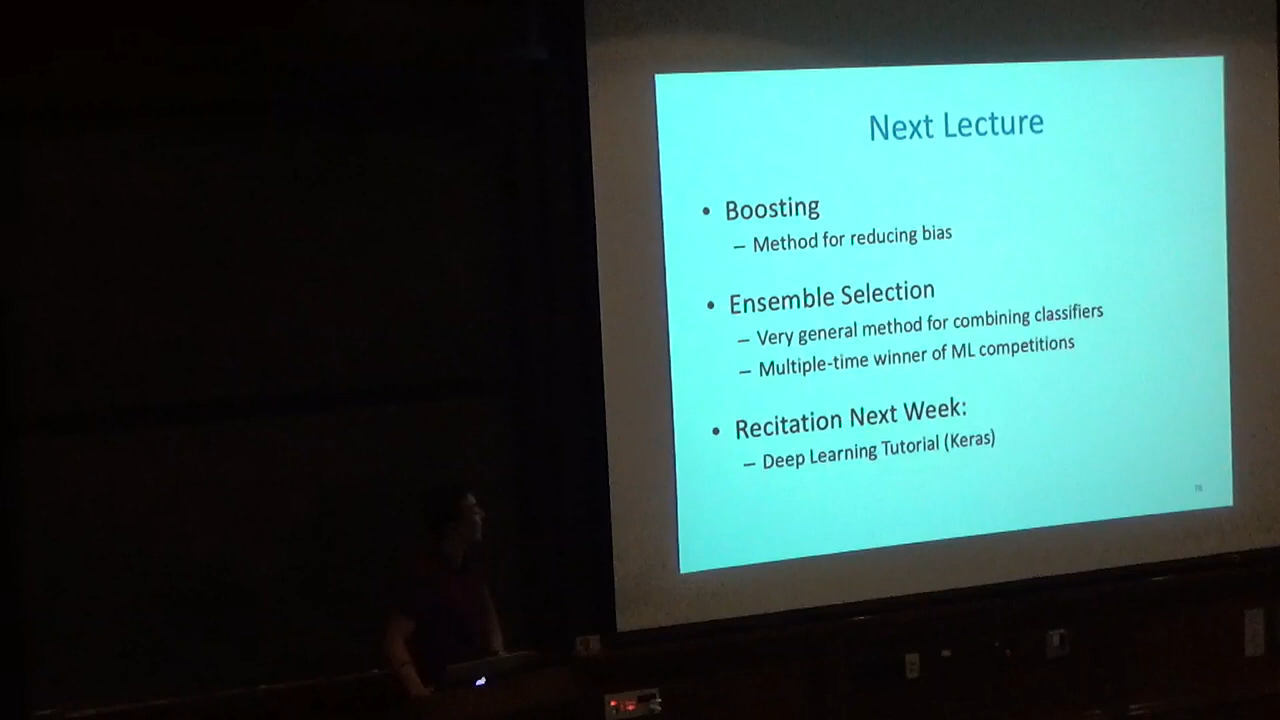 Next Lecture
• Boosting
– Method for reducing bias
• Ensemble Selection
– Very general method for combining classifiers
– Multiple-time winner of ML competitions
• Recitation Next Week:
– Deep Learning Tutorial (Keras)